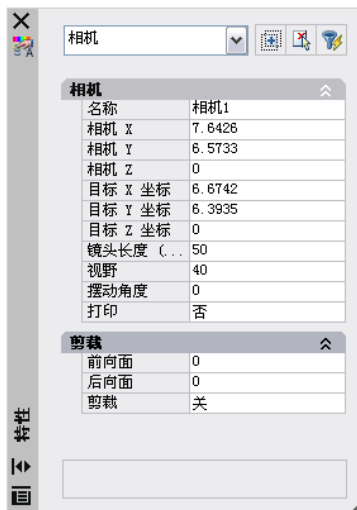 相机
相机
名称 相机1
相机 X 7.6426
相机 Y 6.5733
相机 Z 0
目标 X 坐标 6.6742
目标 Y 坐标 6.3935
目标 Z 坐标 0
镜头长度 (... 50
视野 40
摆动角度 0
打印 否
剪裁
前向面 0
后向面 0
剪裁 关
特性